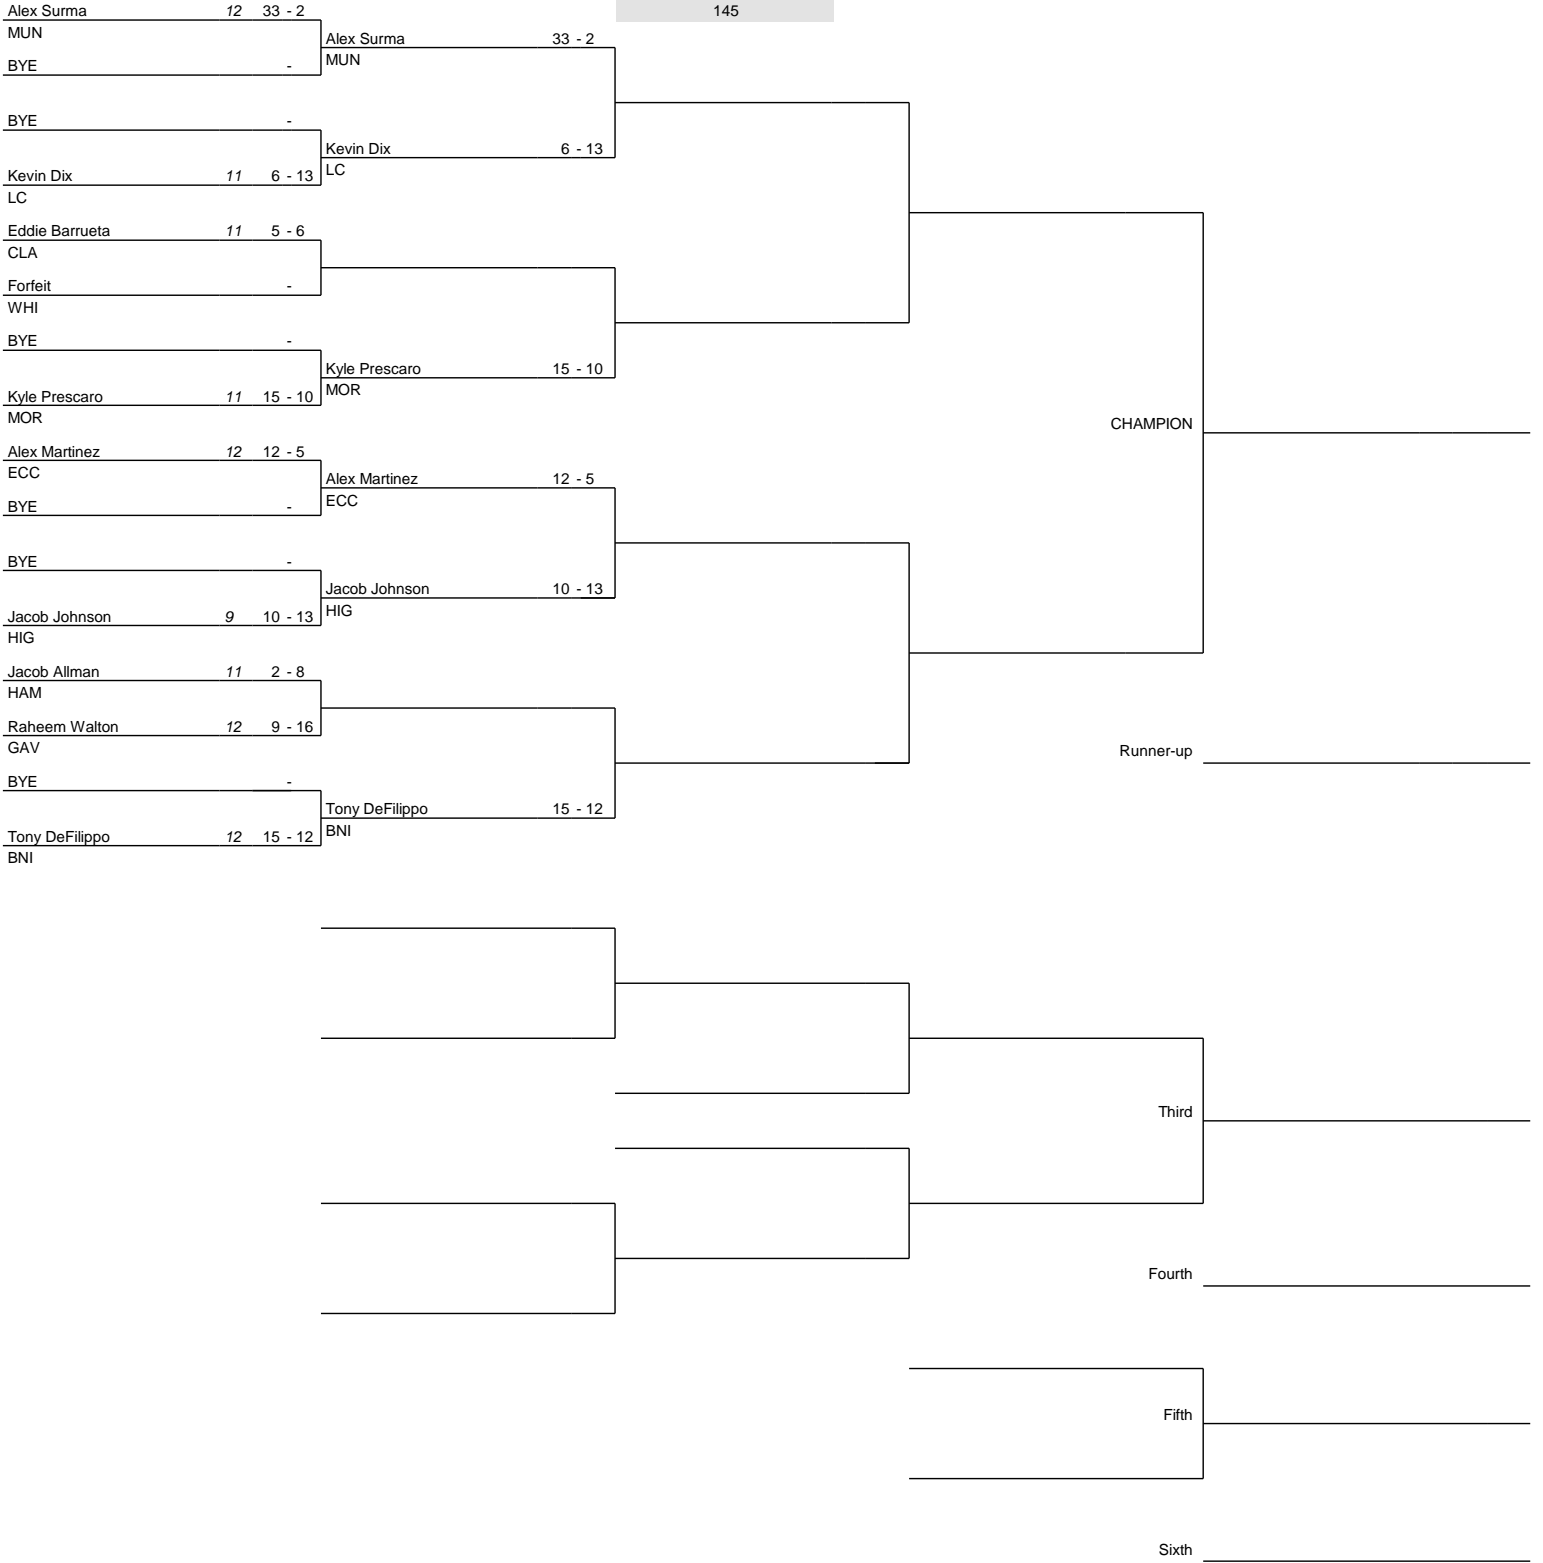 Alex Surma 12 33 - 2 145
MUN
Alex Surma 33 - 2
BYE -
MUN
BYE -
Kevin Dix 6 - 13
LC
Kevin Dix 11 6 - 13
LC
Eddie Barrueta 11 5 - 6
CLA
Forfeit -
WHI
BYE -
Kyle Prescaro 15 - 10
MOR
Kyle Prescaro 11 15 - 10
MOR
CHAMPION
Alex Martinez 12 12 - 5
ECC
Alex Martinez 12 - 5
ECC
BYE -
BYE -
Jacob Johnson 10 - 13
HIG
Jacob Johnson 9 10 - 13
HIG
Jacob Allman 11 2 - 8
HAM
Raheem Walton 12 9 - 16
GAV
Runner-up
BYE -
Tony DeFilippo 15 - 12
BNI
Tony DeFilippo 12 15 - 12
BNI
Third
Fourth
Fifth
Sixth